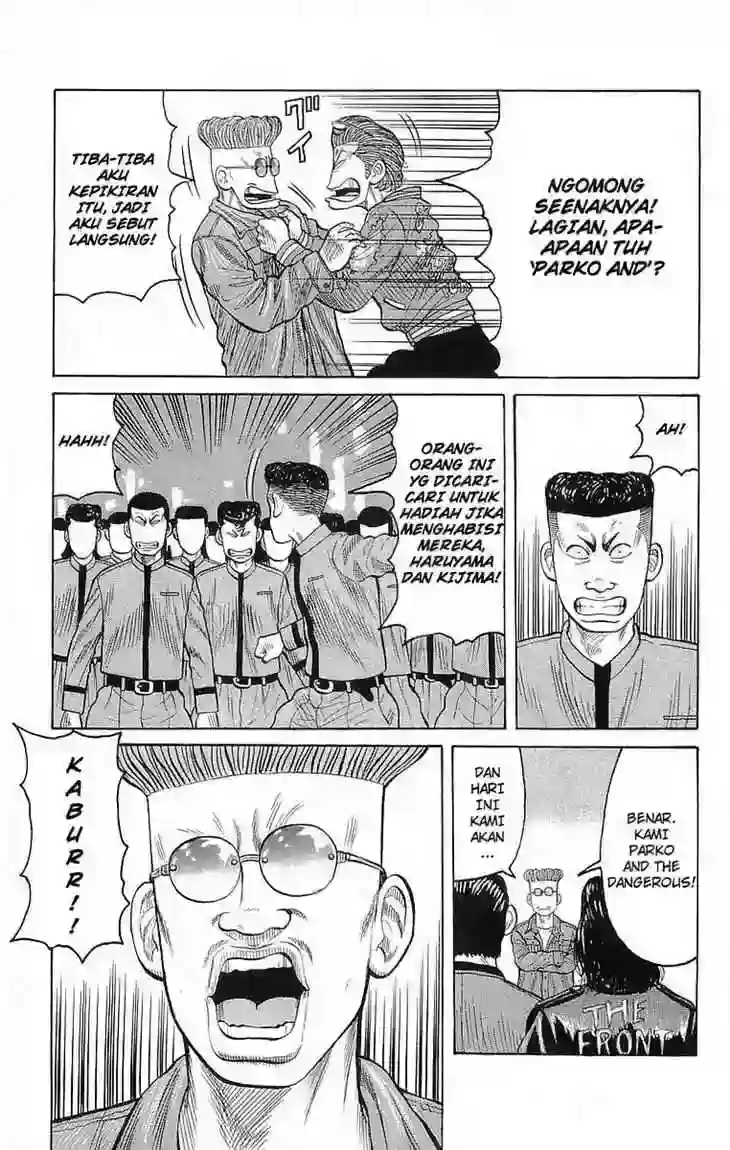 NGOMONG
SEENAKNYA!
LAGIAN, APA-
APAAN TUH
'PARKO AND'?
グイ
TIBA-TIBA
AKU
KEPIKIRAN
ITU, JADI
AKU SEBUT
LANGSUNG!
AH!
ORANG-
ORANG INI
YG DICARI-
CARI UNTUK
HADIAH JIKA
MENGHABISI
MEREKA,
HARUYAMA
DAN KIJIMA!
HAHH!
BENAR.
KAMI
PARKO
AND THE
DANGEROUS!
DAN
HARI
INI
KAMI
AKAN
...
THE
FRONT
KABURR!!